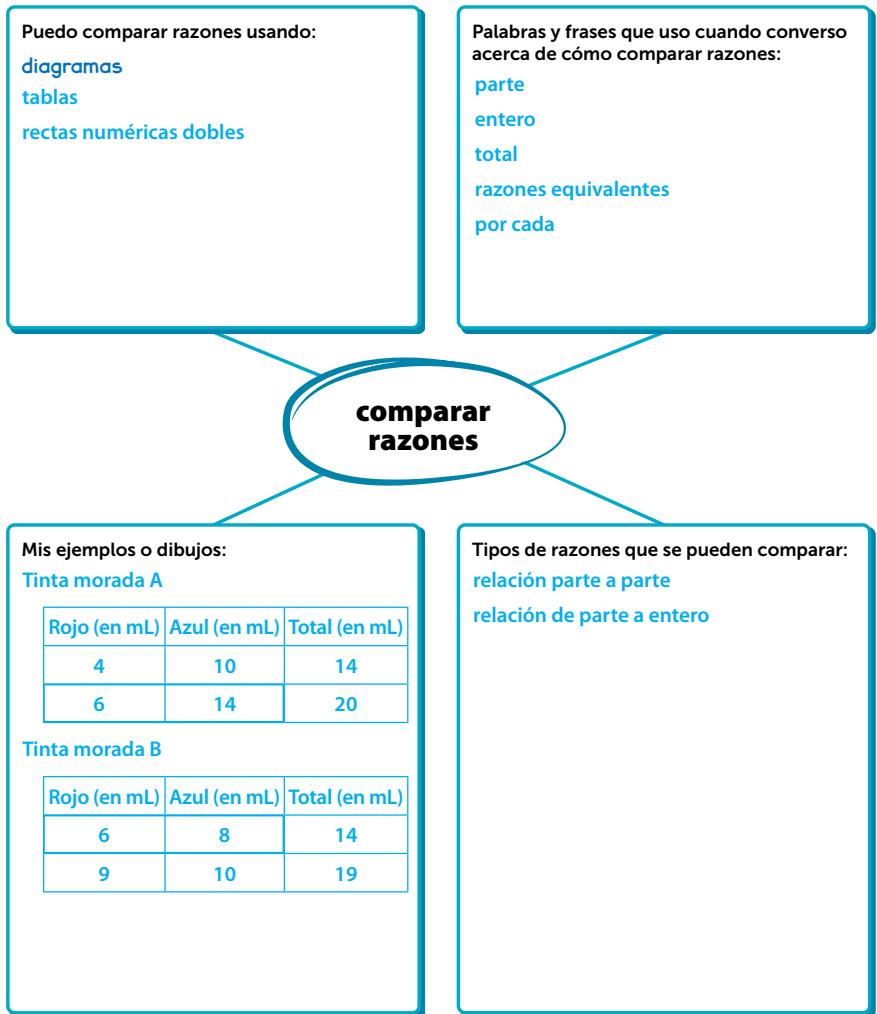 Puedo comparar razones usando:
diagramas
tablas
rectas numéricas dobles
Palabras y frases que uso cuando converso
acerca de cómo comparar razones:
parte
entero
total
razones equivalentes
por cada
comparar
razones
Mis ejemplos o dibujos:
Tinta morada A
Rojo (en mL) Azul (en mL) Total (en mL)
4 10 14
6 14 20
Tinta morada B
Rojo (en mL) Azul (en mL) Total (en mL)
6 8 14
9 10 19
Tipos de razones que se pueden comparar:
relación parte a parte
relación de parte a entero